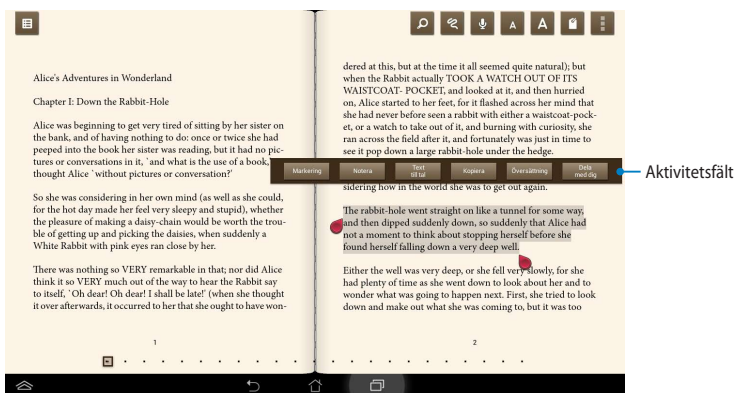 A
A
Alice's Adventures in Wonderland
Chapter I: Down the Rabbit-Hole
Alice was beginning to get very tired of sitting by her sister on
the bank, and of having nothing to do: once or twice she had
peeped into the book her sister was reading, but it had no pic-
tures or conversations in it, `and what is the use of a book,'
thought Alice `without pictures or conversation?'
So she was considering in her own mind (as well as she could,
for the hot day made her feel very sleepy and stupid), whether
the pleasure of making a daisy-chain would be worth the trou-
ble of getting up and picking the daisies, when suddenly a
White Rabbit with pink eyes ran close by her.
There was nothing so VERY remarkable in that; nor did Alice
think it so VERY much out of the way to hear the Rabbit say
to itself, `Oh dear! Oh dear! I shall be late!' (when she thought
it over afterwards, it occurred to her that she ought to have won-
1
dered at this, but at the time it all seemed quite natural); but
when the Rabbit actually TOOK A WATCH OUT OF ITS
WAISTCOAT- POCKET, and looked at it, and then hurried
on, Alice started to her feet, for it flashed across her mind that
she had never before seen a rabbit with either a waistcoat-pock-
et, or a watch to take out of it, and burning with curiosity, she
ran across the field after it, and fortunately was just in time to
see it pop down a large rabbit-hole under the hedge.
Markering
Notera
Text
till tal
Kopiera
Översättning
Dela
med dig
Aktivitetsfält
sidering how in the world she was to get out again.
The rabbit-hole went straight on like a tunnel for some way,
and then dipped suddenly down, so suddenly that Alice had
not a moment to think about stopping herself before she
found herself falling down a very deep well.
Either the well was very deep, or she fell very slowly, for she
had plenty of time as she went down to look about her and to
wonder what was going to happen next. First, she tried to look
down and make out what she was coming to, but it was too
2